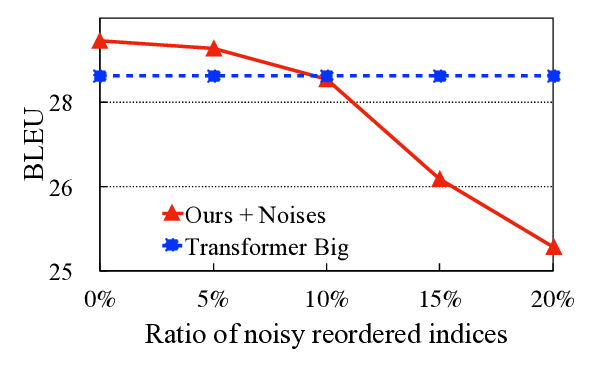 BLEU
28
26
25
Ours + Noises
Transformer Big
0% 5% 10% 15% 20%
Ratio of noisy reordered indices